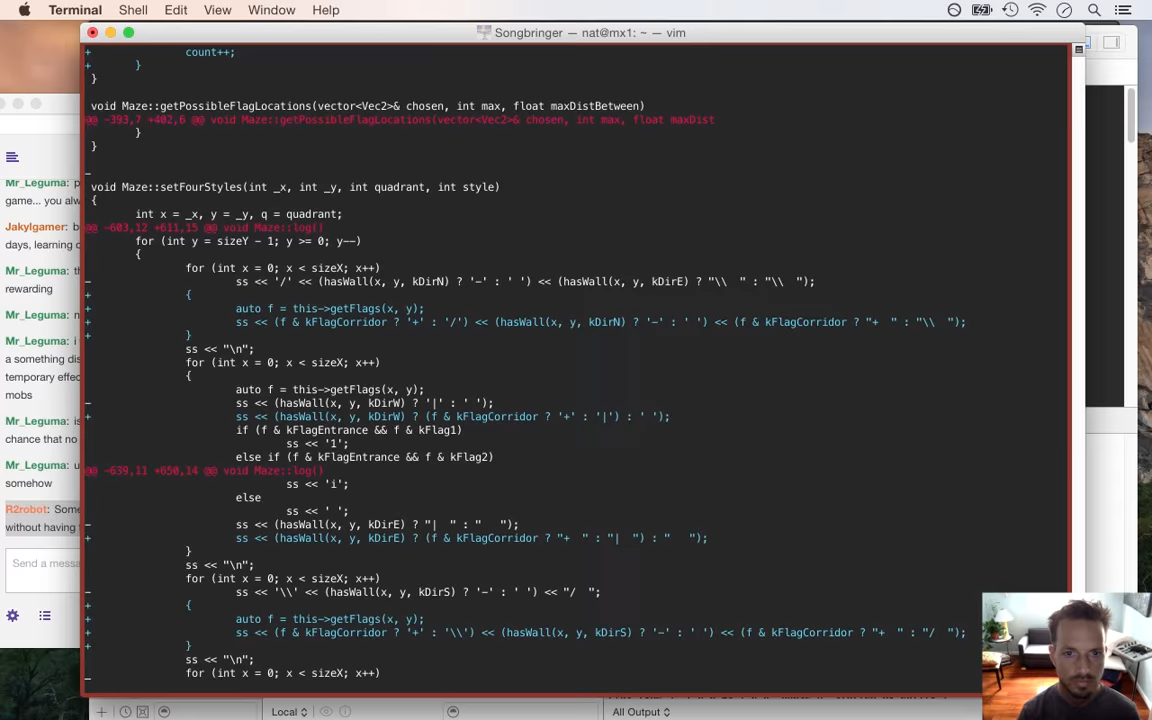 Terminal Shell Edit View Window Help
Songbringer — nat@mx1: ~ — vim
+ count++;
+ }
}
void Maze::getPossibleFlagLocations(vector<Vec2>& chosen, int max, float maxDistBetween)
@@ -393,7 +402,6 @@ void Maze::getPossibleFlagLocations(vector<Vec2>& chosen, int max, float maxDist
}
}
-
void Maze::setFourStyles(int _x, int _y, int quadrant, int style)
{
int x = _x, y = _y, q = quadrant;
@@ -603,12 +611,15 @@ void Maze::log()
for (int y = sizeY - 1; y >= 0; y--)
{
for (int x = 0; x < sizeX; x++)
- ss << '/' << (hasWall(x, y, kDirN) ? '-' : ' ') << (hasWall(x, y, kDirE) ? "\\  " : "\\  ");
+ {
+ auto f = this->getFlags(x, y);
+ ss << (f & kFlagCorridor ? '+' : '/') << (hasWall(x, y, kDirN) ? '-' : ' ') << (f & kFlagCorridor ? "+  " : "\\  ");
+ }
ss << "\n";
for (int x = 0; x < sizeX; x++)
{
auto f = this->getFlags(x, y);
- ss << (hasWall(x, y, kDirW) ? '|' : ' ');
+ ss << (hasWall(x, y, kDirW) ? (f & kFlagCorridor ? '+' : '|') : ' ');
if (f & kFlagEntrance && f & kFlag1)
ss << '1';
else if (f & kFlagEntrance && f & kFlag2)
@@ -639,11 +650,14 @@ void Maze::log()
ss << 'i';
else
ss << ' ';
- ss << (hasWall(x, y, kDirE) ? "|  " : "   ");
+ ss << (hasWall(x, y, kDirE) ? (f & kFlagCorridor ? "+  " : "|  ") : "   ");
}
ss << "\n";
for (int x = 0; x < sizeX; x++)
- ss << '\\' << (hasWall(x, y, kDirS) ? '-' : ' ') << "/  ";
+ {
+ auto f = this->getFlags(x, y);
+ ss << (f & kFlagCorridor ? '+' : '\\') << (hasWall(x, y, kDirS) ? '-' : ' ') << (f & kFlagCorridor ? "+  " : "/  ");
+ }
ss << "\n";
for (int x = 0; x < sizeX; x++)
Mr_Leguma: p
game... you alw
Jakylgamer: b
days, learning c
Mr_Leguma: th
rewarding
Mr_Leguma: n
Mr_Leguma: i
a something dis
temporary effec
mobs
Mr_Leguma: is
chance that no
Mr_Leguma: u
somehow
R2robot: Some
without having
Send a messa
Local
All Output